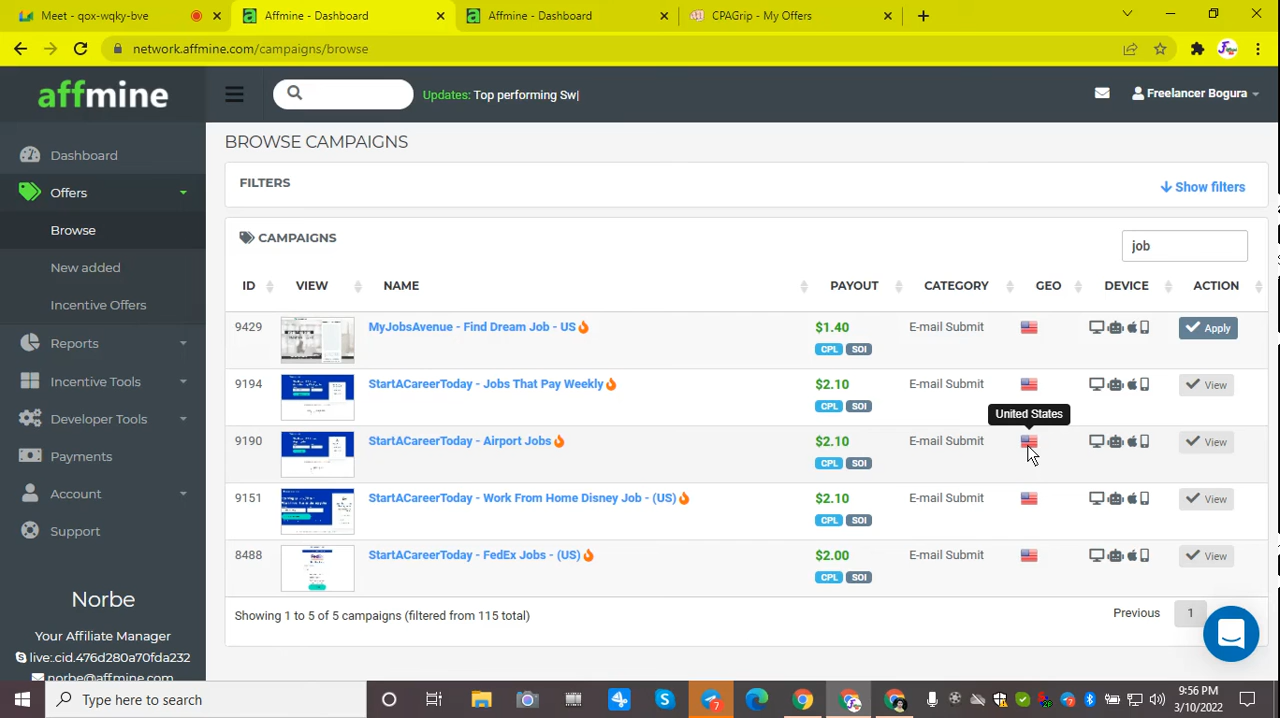 Meet - qox-wqky-bve
Affmine - Dashboard
Affmine - Dashboard
CPAGrip - My Offers
network.affmine.com/campaigns/browse
affmine
Updates: Top performing Sw|
Freelancer Bogura
Dashboard
Offers
Browse
New added
Incentive Offers
Reports
Incentive Tools
Developer Tools
Payments
Account
Support
Norbe
Your Affiliate Manager
live:.cid.476d280a70fda232
norbe@affmine.com
BROWSE CAMPAIGNS
FILTERS
Show filters
CAMPAIGNS
job
ID VIEW NAME PAYOUT CATEGORY GEO DEVICE ACTION
9429 MyJobsAvenue - Find Dream Job - US $1.40 E-mail Submit Apply
CPL SOI
9194 StartACareerToday - Jobs That Pay Weekly $2.10 E-mail Submit View
CPL SOI
United States
9190 StartACareerToday - Airport Jobs $2.10 E-mail Submit View
CPL SOI
9151 StartACareerToday - Work From Home Disney Job - (US) $2.10 E-mail Submit View
CPL SOI
8488 StartACareerToday - FedEx Jobs - (US) $2.00 E-mail Submit View
CPL SOI
Showing 1 to 5 of 5 campaigns (filtered from 115 total)
Previous 1
Type here to search
7
9:56 PM
3/10/2022